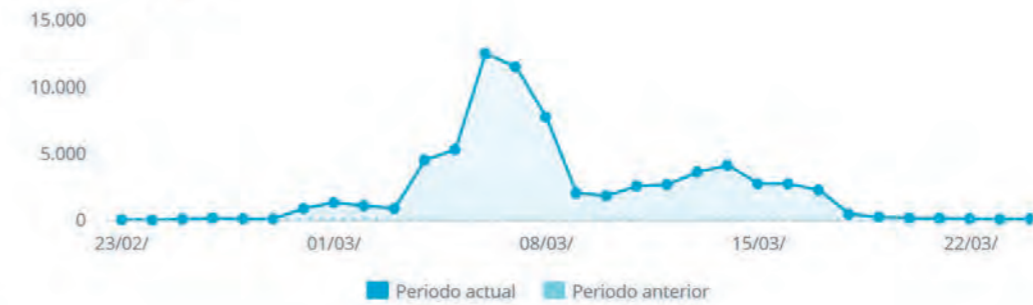 15.000
10.000
5.000
0
23/02/ 01/03/ 08/03/ 15/03/ 22/03/
Periodo actual Periodo anterior